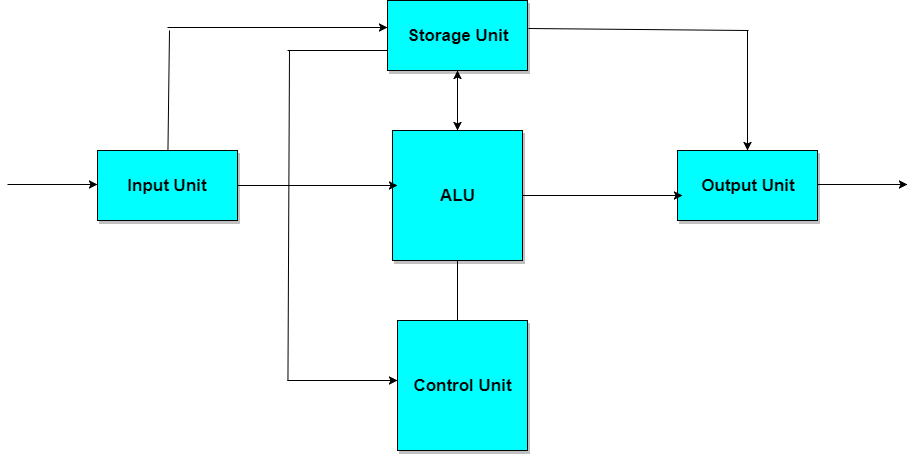 Storage Unit
Input Unit
ALU
Output Unit
Control Unit